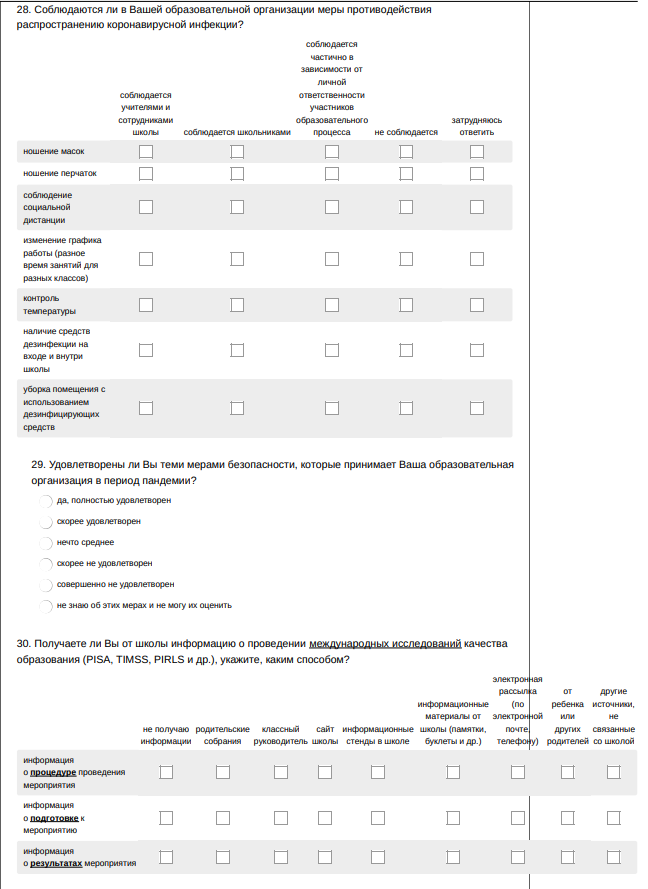 28. Соблюдаются ли в Вашей образовательной организации меры противодействия
распространению коронавирусной инфекции?
соблюдается
учителями и
сотрудниками
школы
соблюдается школьниками
соблюдается
частично в
зависимости от
личной
ответственности
участников
образовательного
процесса
не соблюдается
затрудняюсь
ответить
ношение масок
ношение перчаток
соблюдение
социальной
дистанции
изменение графика
работы (разное
время занятий для
разных классов)
контроль
температуры
наличие средств
дезинфекции на
входе и внутри
школы
уборка помещения с
использованием
дезинфицирующих
средств
29. Удовлетворены ли Вы теми мерами безопасности, которые принимает Ваша образовательная
организация в период пандемии?
да, полностью удовлетворен
скорее удовлетворен
нечто среднее
скорее не удовлетворен
совершенно не удовлетворен
не знаю об этих мерах и не могу их оценить
30. Получаете ли Вы от школы информацию о проведении международных исследований качества
образования (PISA, TIMSS, PIRLS и др.), укажите, каким способом?
не получаю
информации
родительские
собрания
классный
руководитель
сайт
школы
информационные
стенды в школе
информационные
материалы от
школы (памятки,
буклеты и др.)
электронная
рассылка
(по
электронной
почте,
телефону)
от
ребенка
или
других
родителей
другие
источники,
не
связанные
со школой
информация
о процедуре проведения
мероприятия
информация
о подготовке к
мероприятию
информация
о результатах мероприятия